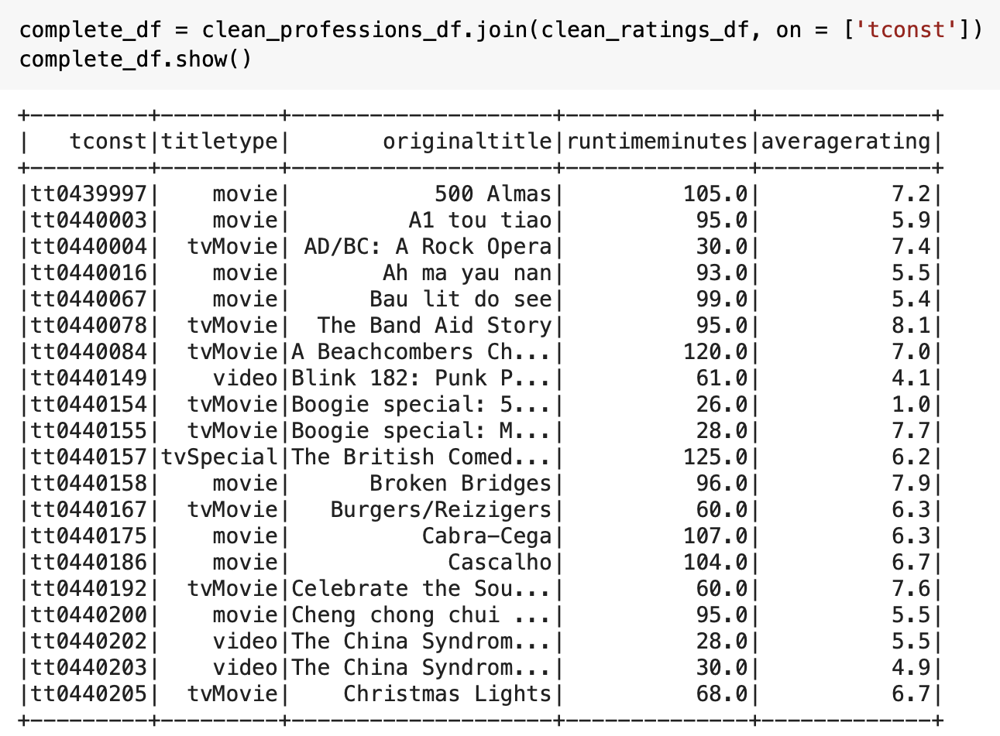 complete_df = clean_professions_df.join(clean_ratings_df, on = ['tconst'])
complete_df.show()
+---------+---------+--------------------+--------------+-------------+
|   tconst|titletype|       originaltitle|runtimeminutes|averagerating|
+---------+---------+--------------------+--------------+-------------+
|tt0439997|    movie|           500 Almas|         105.0|          7.2|
|tt0440003|    movie|         A1 tou tiao|          95.0|          5.9|
|tt0440004|  tvMovie| AD/BC: A Rock Opera|          30.0|          7.4|
|tt0440016|    movie|       Ah ma yau nan|          93.0|          5.5|
|tt0440067|    movie|      Bau lit do see|          99.0|          5.4|
|tt0440078|  tvMovie|  The Band Aid Story|          95.0|          8.1|
|tt0440084|  tvMovie|A Beachcombers Ch...|         120.0|          7.0|
|tt0440149|    video|Blink 182: Punk P...|          61.0|          4.1|
|tt0440154|  tvMovie|Boogie special: 5...|          26.0|          1.0|
|tt0440155|  tvMovie|Boogie special: M...|          28.0|          7.7|
|tt0440157|tvSpecial|The British Comed...|         125.0|          6.2|
|tt0440158|    movie|      Broken Bridges|          96.0|          7.9|
|tt0440167|  tvMovie|   Burgers/Reizigers|          60.0|          6.3|
|tt0440175|    movie|          Cabra-Cega|         107.0|          6.3|
|tt0440186|    movie|            Cascalho|         104.0|          6.7|
|tt0440192|  tvMovie|Celebrate the Sou...|          60.0|          7.6|
|tt0440200|    movie|Cheng chong chui ...|          95.0|          5.5|
|tt0440202|    video|The China Syndrom...|          28.0|          5.5|
|tt0440203|    video|The China Syndrom...|          30.0|          4.9|
|tt0440205|  tvMovie|    Christmas Lights|          68.0|          6.7|
+---------+---------+--------------------+--------------+-------------+